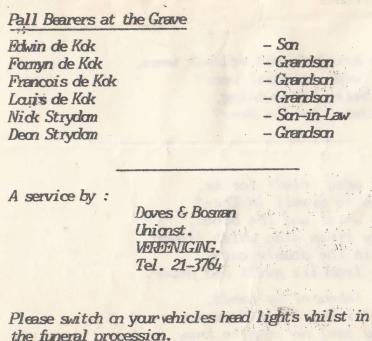 Pall Bearers at the Grave
Edwin de Kok - Son
Formyn de Kok - Grandson
Francois de Kok - Grandson
Louis de Kok - Grandson
Nick Strydom - Son-in-Law
Deon Strydom - Grandson
A service by :
Doves & Bosman
Unionst.
VEREENIGING.
Tel. 21-3764
Please switch on your vehicles head lights whilst in
the funeral procession.